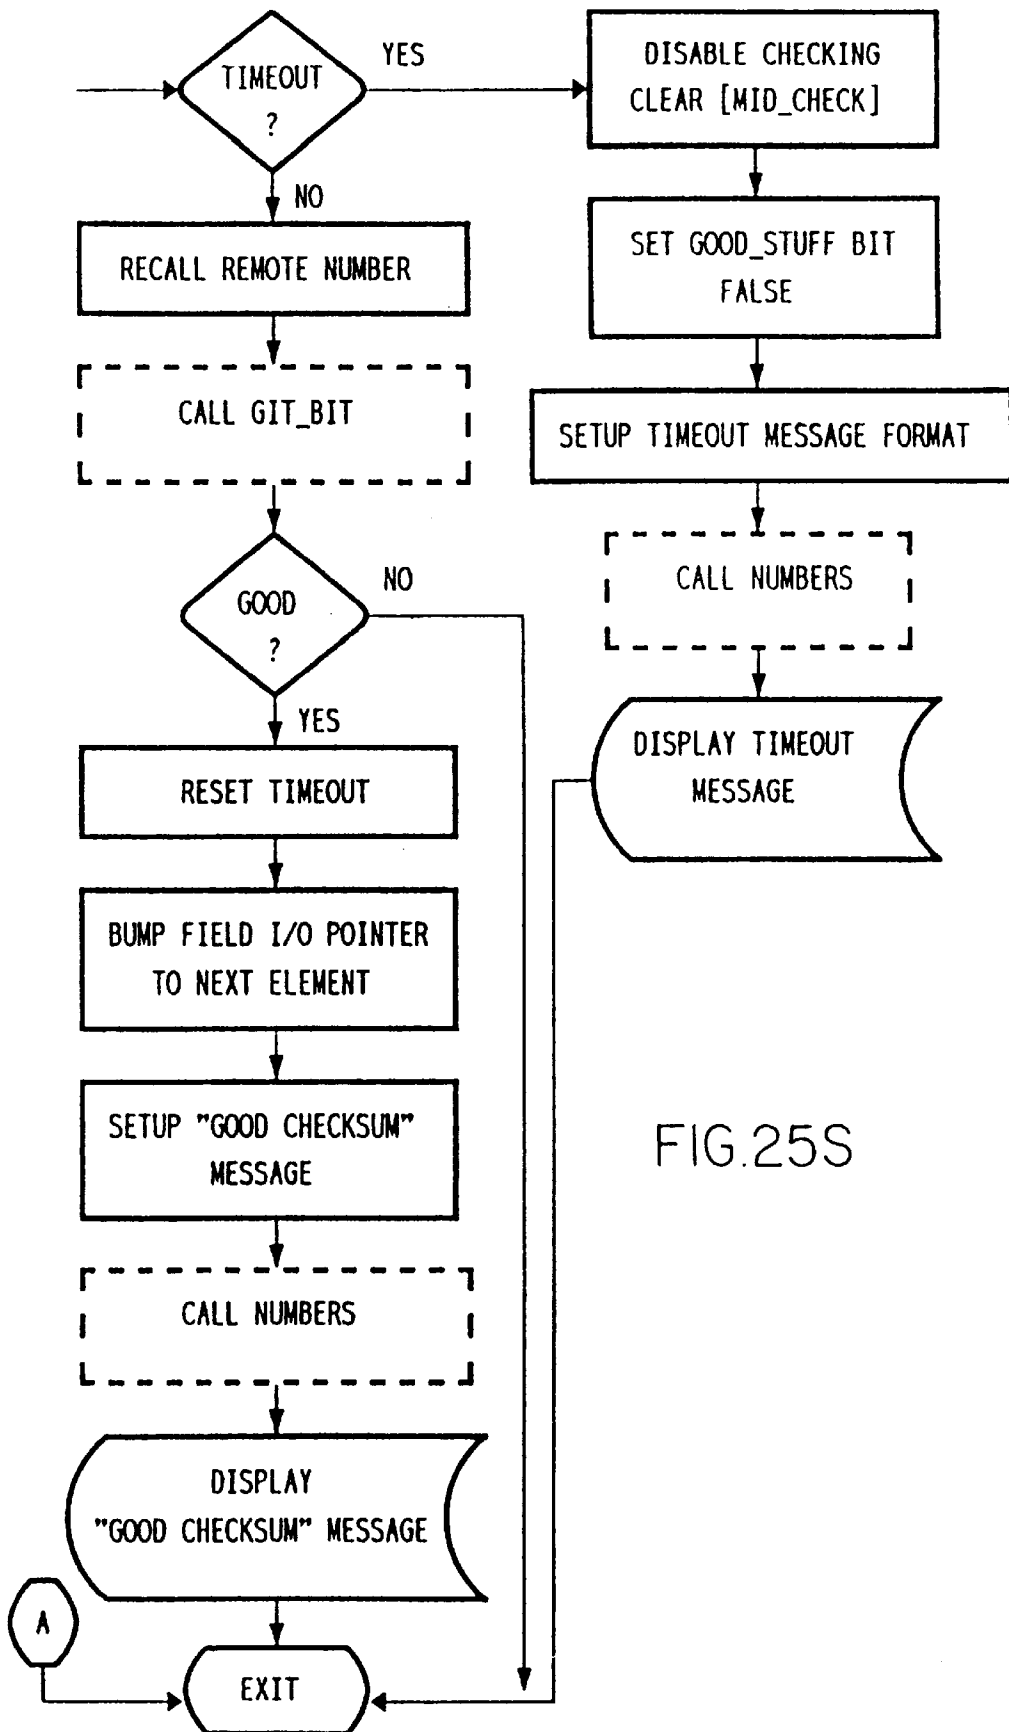 TIMEOUT
?
YES
NO
DISABLE CHECKING
CLEAR [MID_CHECK]
SET GOOD_STUFF BIT
FALSE
SETUP TIMEOUT MESSAGE FORMAT
CALL NUMBERS
DISPLAY TIMEOUT
MESSAGE
RECALL REMOTE NUMBER
CALL GIT_BIT
GOOD
?
NO
YES
RESET TIMEOUT
BUMP FIELD I/O POINTER
TO NEXT ELEMENT
SETUP "GOOD CHECKSUM"
MESSAGE
CALL NUMBERS
DISPLAY
"GOOD CHECKSUM" MESSAGE
A
EXIT
FIG.25S